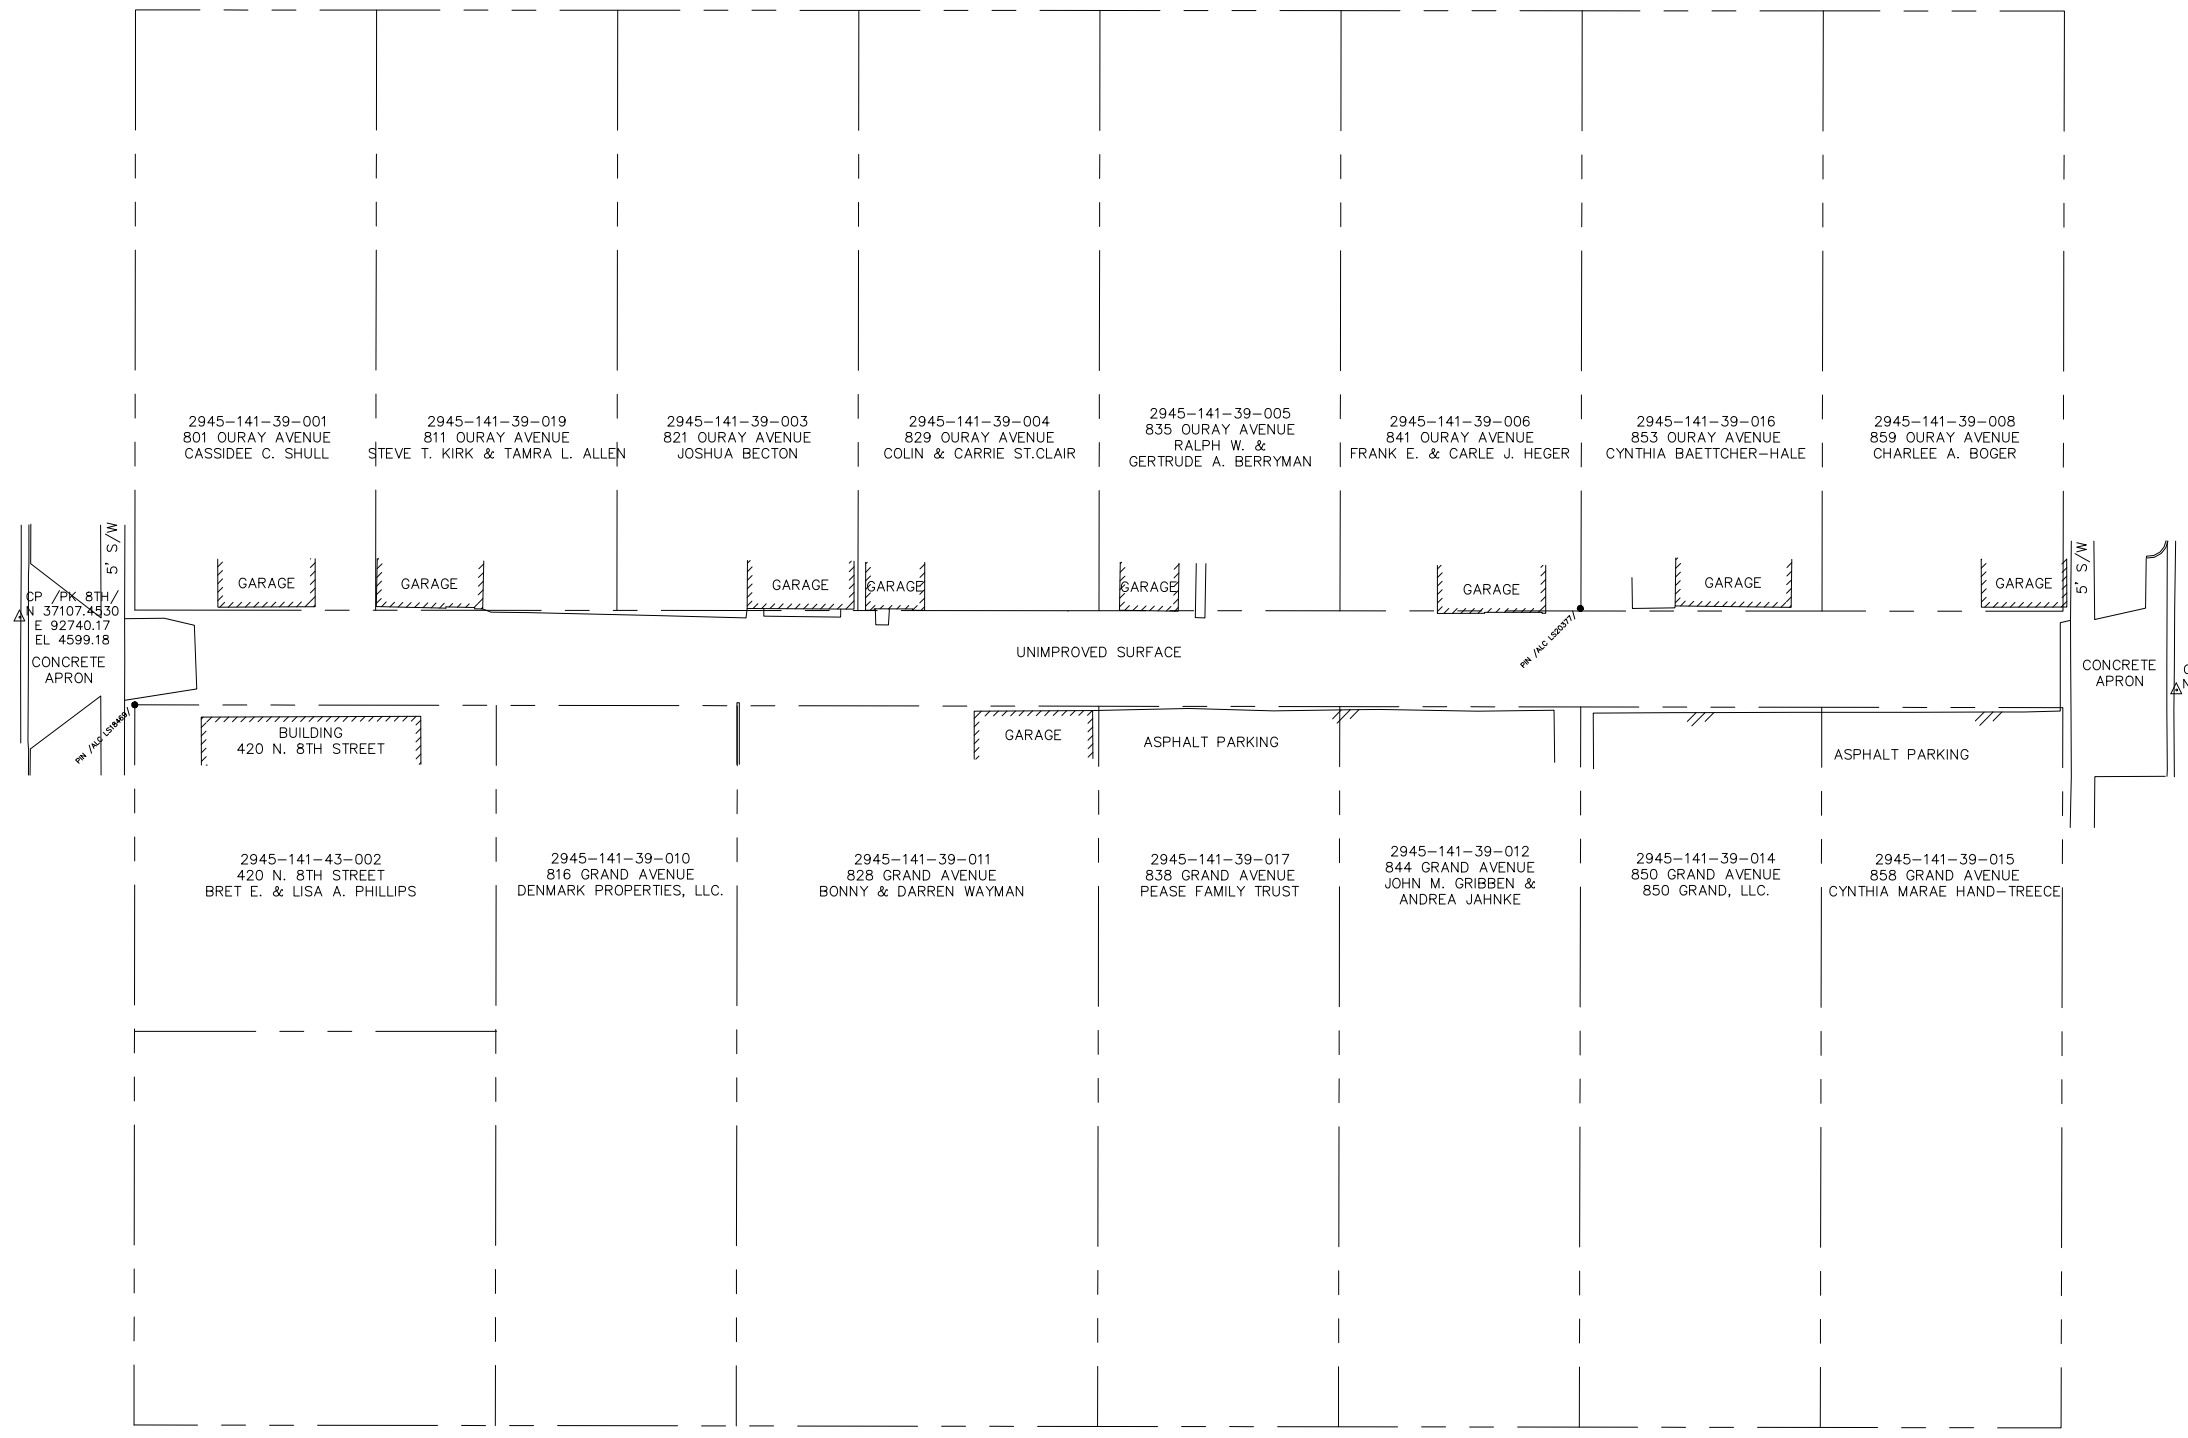 2945-141-39-001
801 OURAY AVENUE
CASSIDEE C. SHULL
2945-141-39-019
811 OURAY AVENUE
STEVE T. KIRK & TAMRA L. ALLEN
2945-141-39-003
821 OURAY AVENUE
JOSHUA BECTON
2945-141-39-004
829 OURAY AVENUE
COLIN & CARRIE ST.CLAIR
2945-141-39-005
835 OURAY AVENUE
RALPH W. &
GERTRUDE A. BERRYMAN
2945-141-39-006
841 OURAY AVENUE
FRANK E. & CARLE J. HEGER
2945-141-39-016
853 OURAY AVENUE
CYNTHIA BAETTCHER-HALE
2945-141-39-008
859 OURAY AVENUE
CHARLEE A. BOGER
5' S/W
GARAGE
GARAGE
GARAGE
GARAGE
GARAGE
GARAGE
GARAGE
GARAGE
5' S/W
CP /PK 8TH/
N 37107.4530
E 92740.17
EL 4599.18
CONCRETE
APRON
UNIMPROVED SURFACE
PIN /ALC LS20377/
CONCRETE
APRON
PIN /ALC LS18469/
BUILDING
420 N. 8TH STREET
GARAGE
ASPHALT PARKING
ASPHALT PARKING
2945-141-43-002
420 N. 8TH STREET
BRET E. & LISA A. PHILLIPS
2945-141-39-010
816 GRAND AVENUE
DENMARK PROPERTIES, LLC.
2945-141-39-011
828 GRAND AVENUE
BONNY & DARREN WAYMAN
2945-141-39-017
838 GRAND AVENUE
PEASE FAMILY TRUST
2945-141-39-012
844 GRAND AVENUE
JOHN M. GRIBBEN &
ANDREA JAHNKE
2945-141-39-014
850 GRAND AVENUE
850 GRAND, LLC.
2945-141-39-015
858 GRAND AVENUE
CYNTHIA MARAE HAND-TREECE